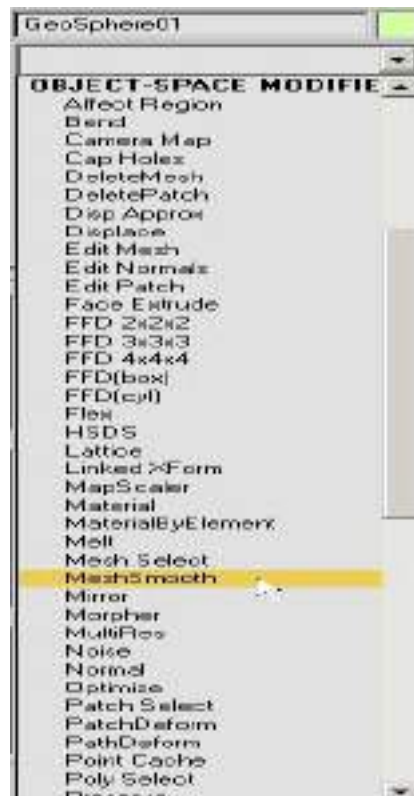 GeoSphere01
OBJECT-SPACE MODIFIE
Affect Region
Bend
Camera Map
Cap Holes
DeleteMesh
DeletePatch
Disp Approx
Displace
Edit Mesh
Edit Normals
Edit Patch
Face Extrude
FFD 2x2x2
FFD 3x3x3
FFD 4x4x4
FFD(box)
FFD(cyl)
Flex
HSDS
Lattice
Linked XForm
MapScaler
Material
MaterialByElement
Melt
Mesh Select
MeshSmooth
Mirror
Morpher
MultiRes
Noise
Normal
Optimize
Patch Select
PatchDeform
PathDeform
Point Cache
Poly Select